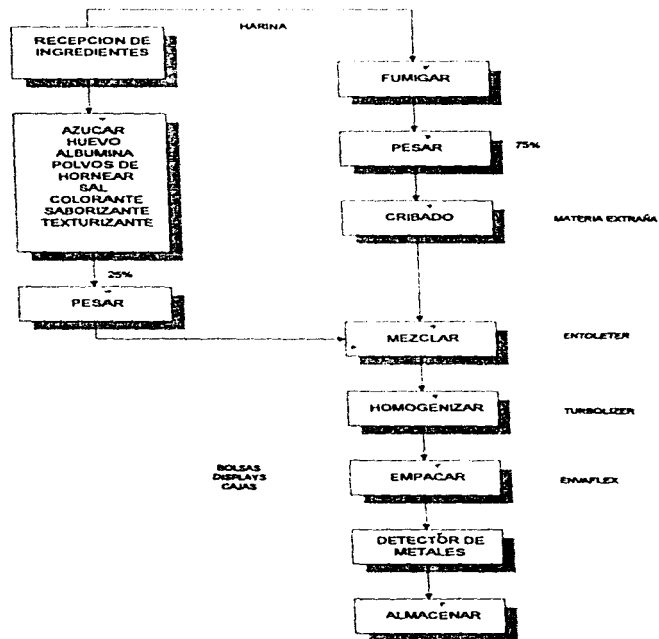 RECEPCION DE
INGREDIENTES
HARINA
FUMIGAR
AZUCAR
HUEVO
ALBUMINA
POLVOS DE
HORNEAR
SAL
COLORANTE
SABORIZANTE
TEXTURIZANTE
PESAR
75%
CRIBADO
MATERIA EXTRAÑA
25%
PESAR
MEZCLAR
ENTOLETER
HOMOGENIZAR
TURBOLIZER
BOLSAS
DISPLAYS
CAJAS
EMPACAR
ENVAFLEX
DETECTOR DE
METALES
ALMACENAR